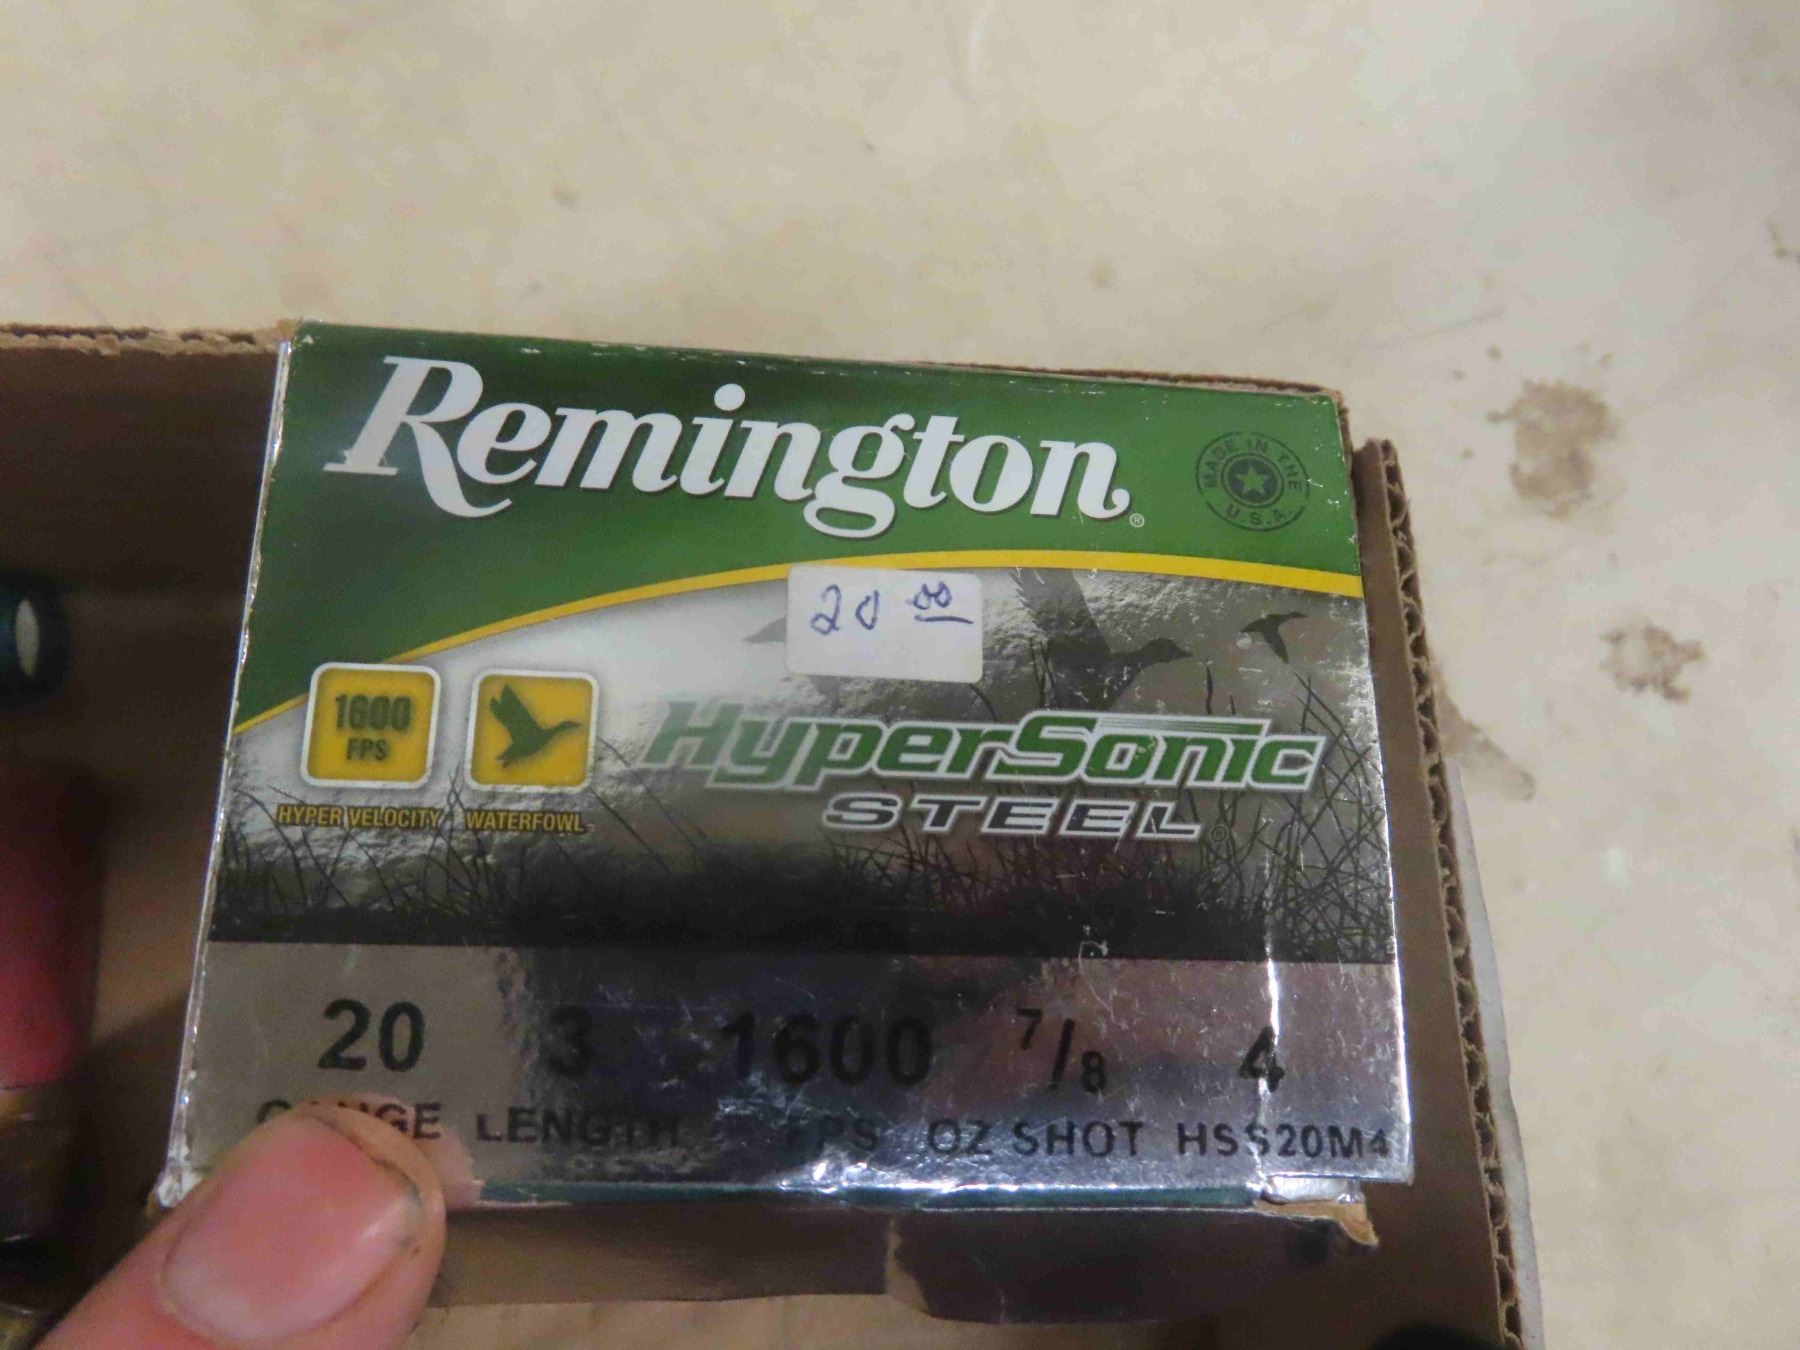 Remington®
MADE IN THE U.S.A.
20 00
1600
FPS
HYPER VELOCITY
WATERFOWL
HyperSonic
STEEL®
20 3 1600 7/8 4
GAUGE LENGTH FPS OZ SHOT HSS20M4